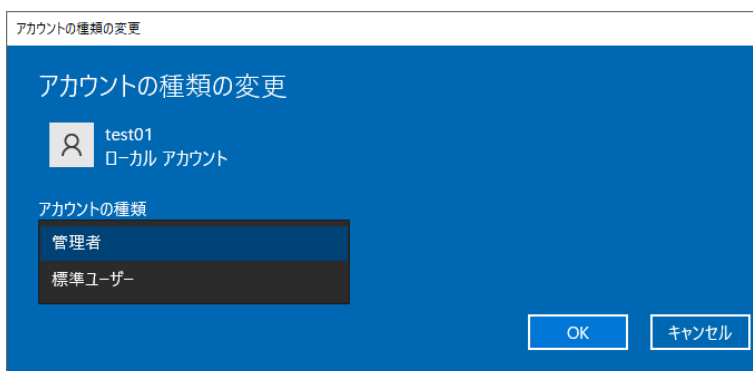 アカウントの種類の変更
アカウントの種類の変更
test01
ローカル アカウント
アカウントの種類
管理者
標準ユーザー
OK
キャンセル